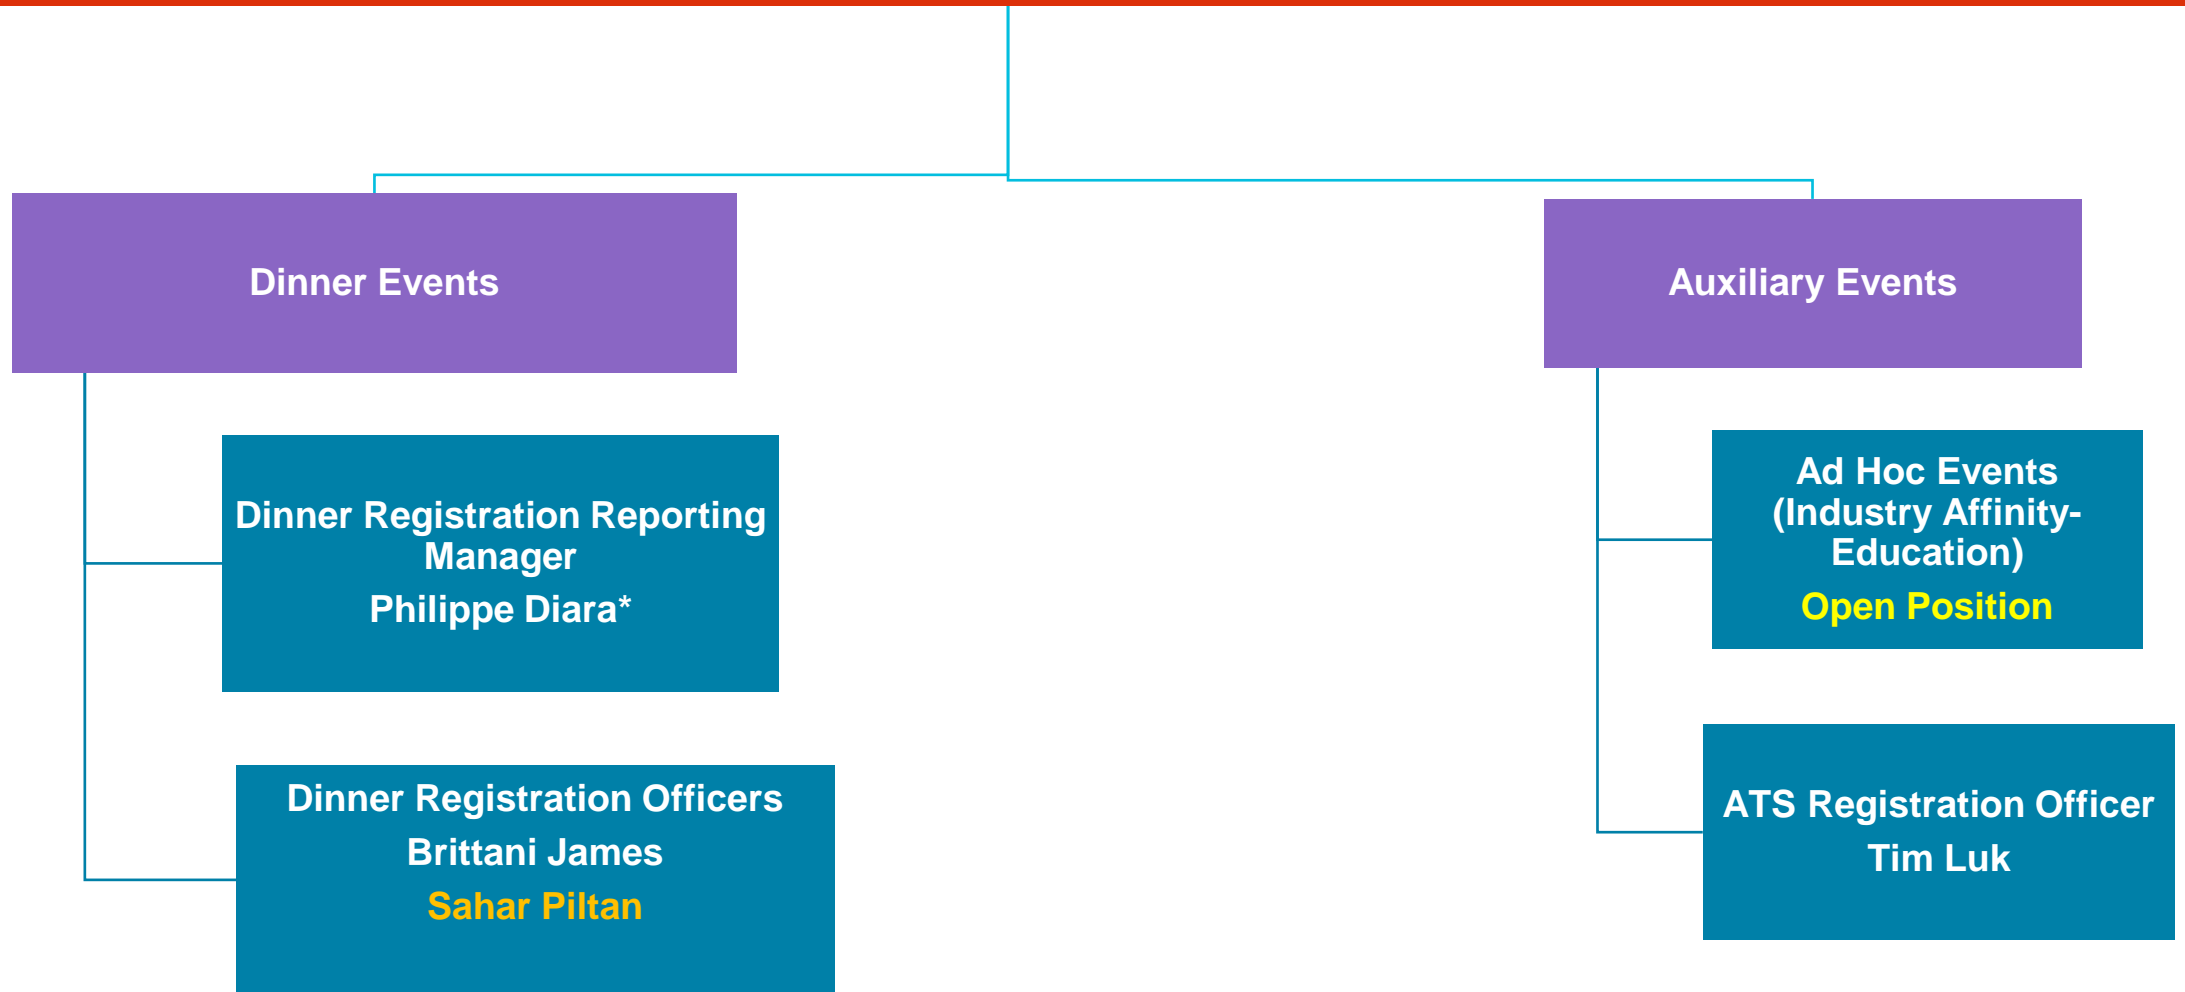 Dinner Events
Auxiliary Events
Dinner Registration Reporting
Manager
Philippe Diara*
Ad Hoc Events
(Industry Affinity-
Education)
Open Position
Dinner Registration Officers
Brittani James
Sahar Piltan
ATS Registration Officer
Tim Luk